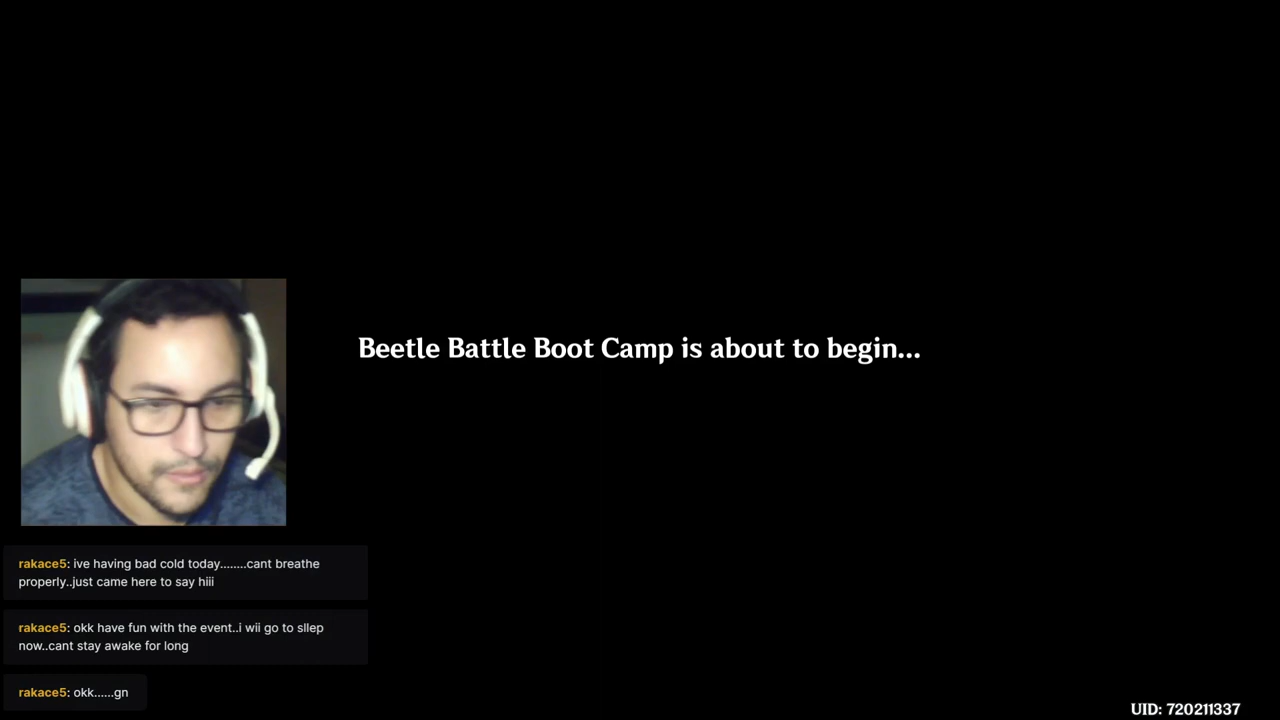 Beetle Battle Boot Camp is about to begin...
rakace5: ive having bad cold today........cant breathe
properly..just came here to say hiii
rakace5: okk have fun with the event..i wii go to sllep
now..cant stay awake for long
rakace5: okk......gn
UID: 720211337